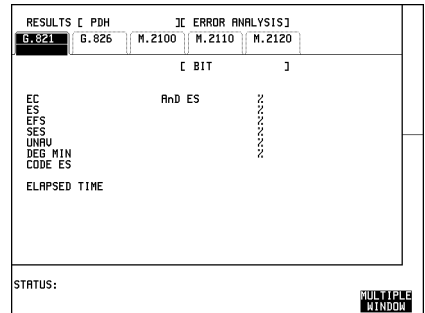 RESULTS [ PDH ][ ERROR ANALYSIS]
G.821 G.826 M.2100 M.2110 M.2120
[ BIT ]
EC AnD ES %
ES %
EFS %
SES %
UNAV %
DEG MIN %
CODE ES
ELAPSED TIME
STATUS:
MULTIPLE
WINDOW